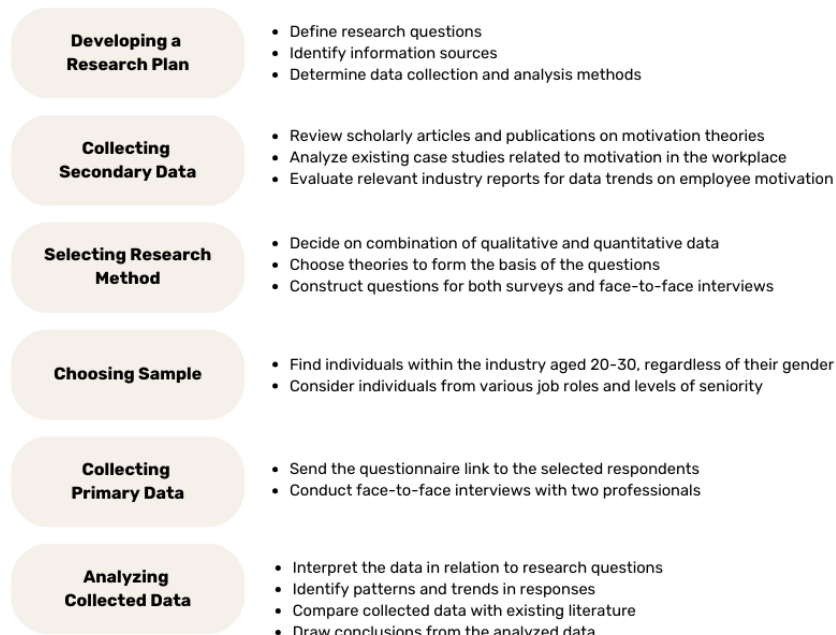 Developing a
Research Plan
• Define research questions
• Identify information sources
• Determine data collection and analysis methods
Collecting
Secondary Data
• Review scholarly articles and publications on motivation theories
• Analyze existing case studies related to motivation in the workplace
• Evaluate relevant industry reports for data trends on employee motivation
Selecting Research
Method
• Decide on combination of qualitative and quantitative data
• Choose theories to form the basis of the questions
• Construct questions for both surveys and face-to-face interviews
Choosing Sample
• Find individuals within the industry aged 20-30, regardless of their gender
• Consider individuals from various job roles and levels of seniority
Collecting
Primary Data
• Send the questionnaire link to the selected respondents
• Conduct face-to-face interviews with two professionals
Analyzing
Collected Data
• Interpret the data in relation to research questions
• Identify patterns and trends in responses
• Compare collected data with existing literature
• Draw conclusions from the analyzed data